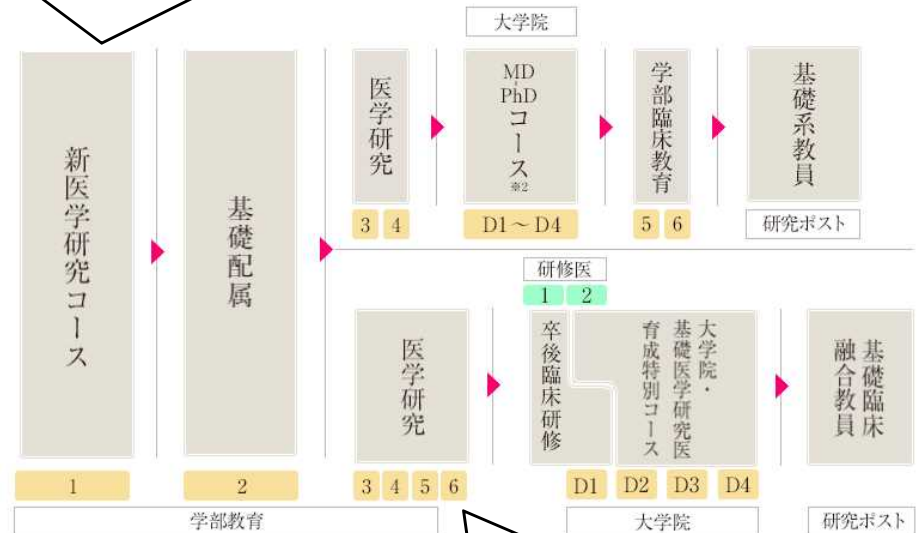 新医学研究コース
1
基礎配属
2
大学院
医学研究
3 4
MD-PhDコース※2
D1～D4
学部臨床教育
5 6
基礎系教員
研究ポスト
医学研究
3 4 5 6
研修医
1 2
卒後臨床研修
大学院・
基礎医学研究医
育成特別コース
D1 D2 D3 D4
基礎臨床
融合教員
学部教育
大学院
研究ポスト